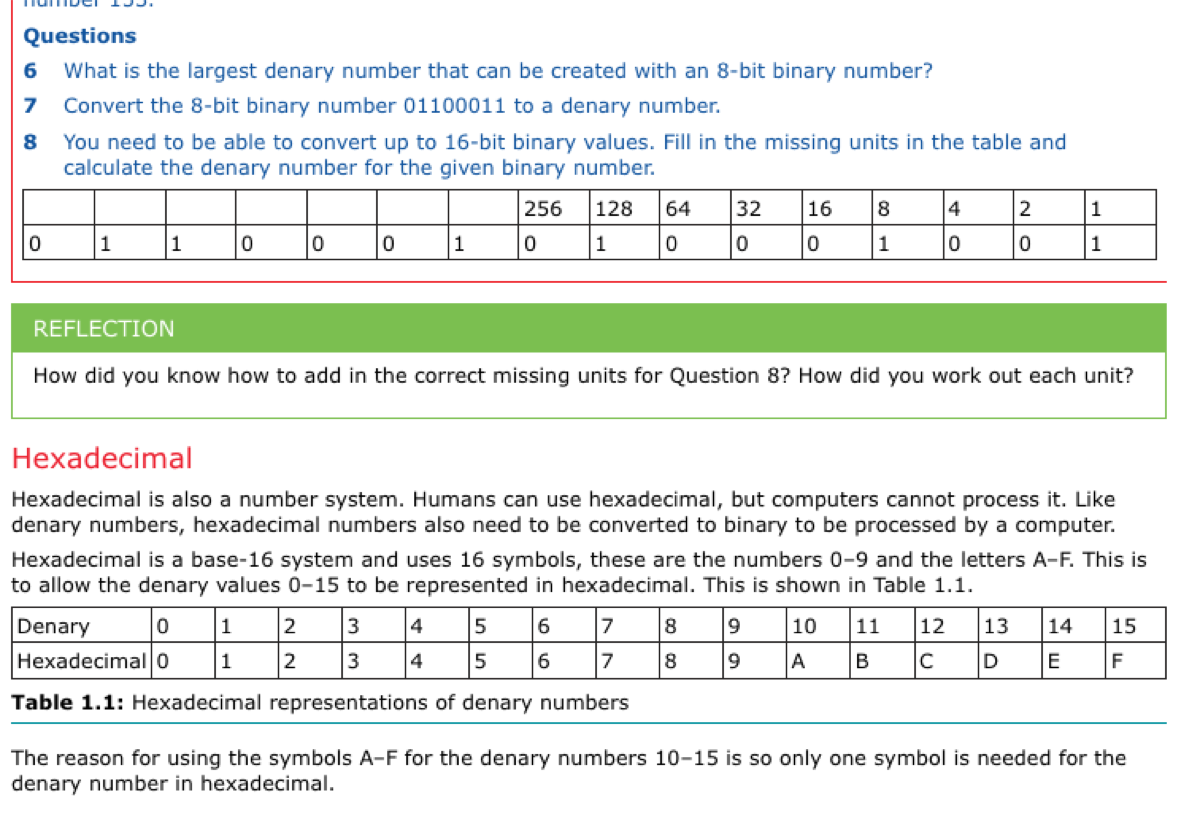 number 153.
Questions
6 What is the largest denary number that can be created with an 8-bit binary number?
7 Convert the 8-bit binary number 01100011 to a denary number.
8 You need to be able to convert up to 16-bit binary values. Fill in the missing units in the table and
calculate the denary number for the given binary number.
256 128 64 32 16 8 4 2 1
0 1 1 0 0 0 1 0 1 0 0 0 1 0 0 1
REFLECTION
How did you know how to add in the correct missing units for Question 8? How did you work out each unit?
Hexadecimal
Hexadecimal is also a number system. Humans can use hexadecimal, but computers cannot process it. Like
denary numbers, hexadecimal numbers also need to be converted to binary to be processed by a computer.
Hexadecimal is a base-16 system and uses 16 symbols, these are the numbers 0–9 and the letters A–F. This is
to allow the denary values 0–15 to be represented in hexadecimal. This is shown in Table 1.1.
Denary 0 1 2 3 4 5 6 7 8 9 10 11 12 13 14 15
Hexadecimal 0 1 2 3 4 5 6 7 8 9 A B C D E F
Table 1.1: Hexadecimal representations of denary numbers
The reason for using the symbols A–F for the denary numbers 10–15 is so only one symbol is needed for the
denary number in hexadecimal.